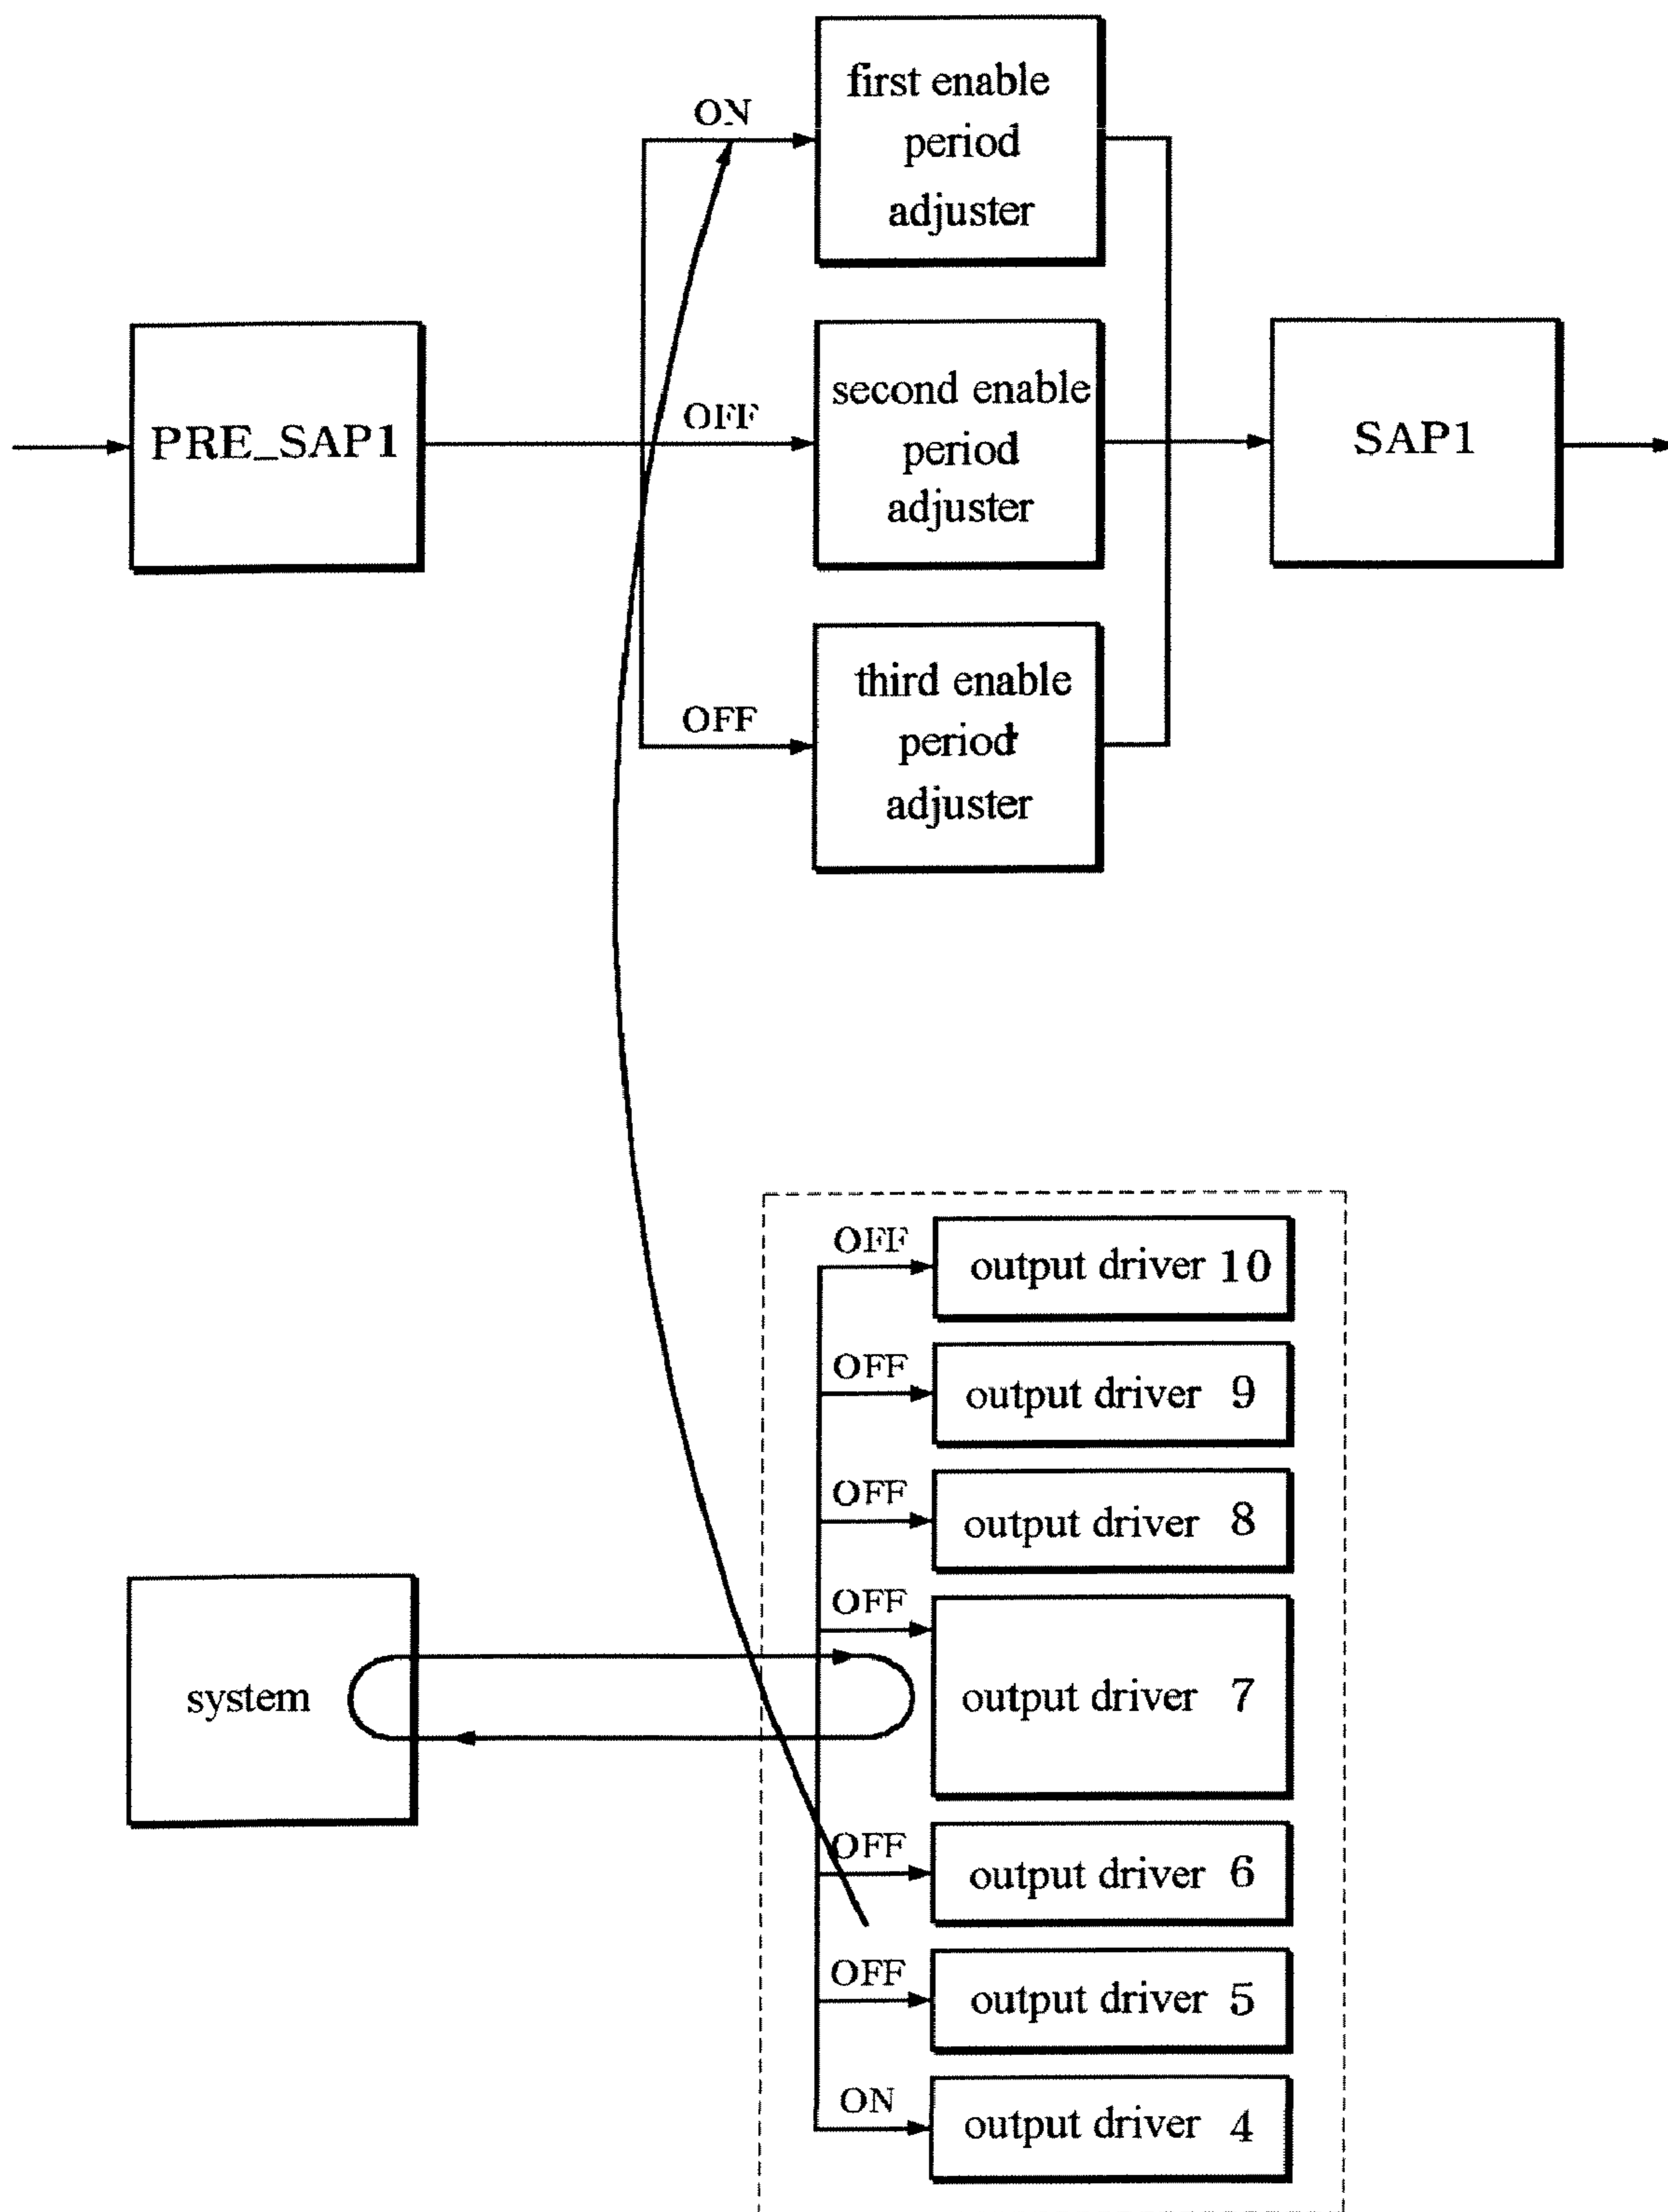 ON
first enable
period
adjuster
PRE_SAP1
OFF
second enable
period
adjuster
SAP1
OFF
third enable
period
adjuster
OFF
output driver 10
OFF
output driver 9
OFF
output driver 8
OFF
system
output driver 7
OFF
output driver 6
OFF
output driver 5
ON
output driver 4